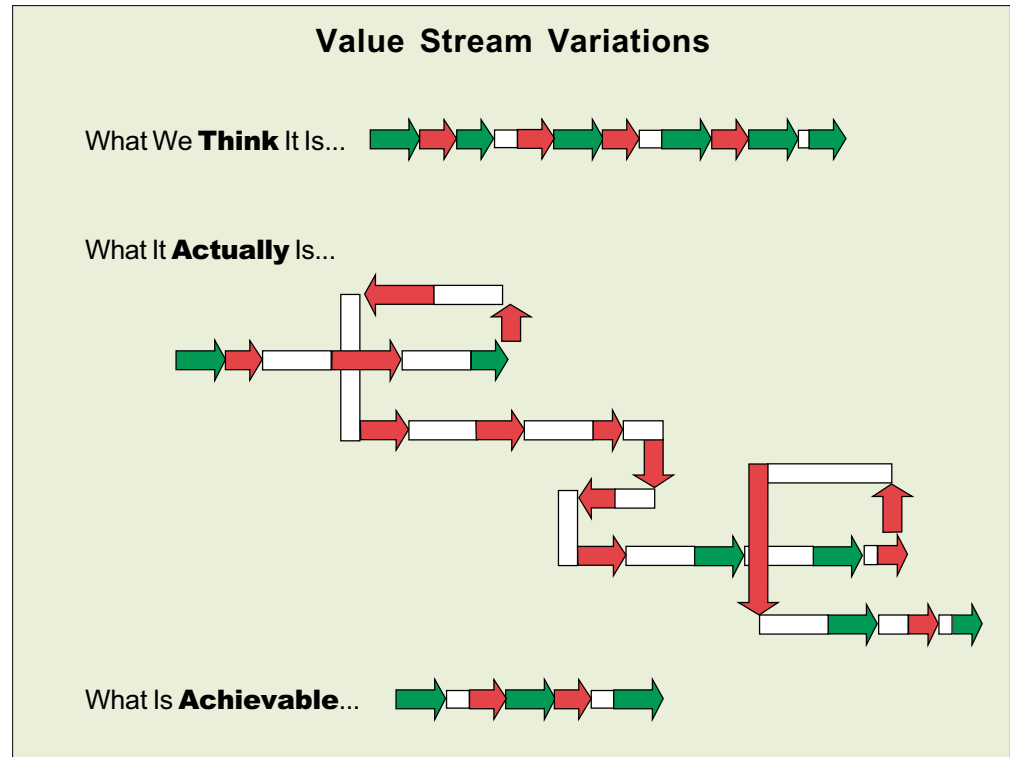 Value Stream Variations
What We Think It Is...
What It Actually Is...
What Is Achievable...